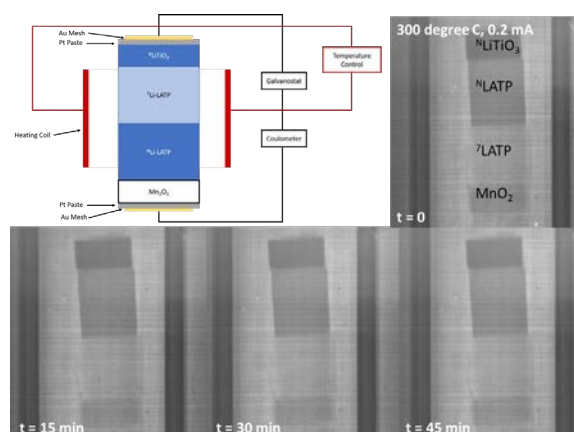 Au Mesh
Pt Paste
ᴺLiTiO₃
⁷Li-LATP
ᴺLi-LATP
Mn₂O₃
Pt Paste
Au Mesh
Heating Coil
Galvanostat
Coulometer
Temperature
Control
300 degree C, 0.2 mA
ᴺLiTiO₃
ᴺLATP
⁷LATP
MnO₂
t = 0
t = 15 min
t = 30 min
t = 45 min